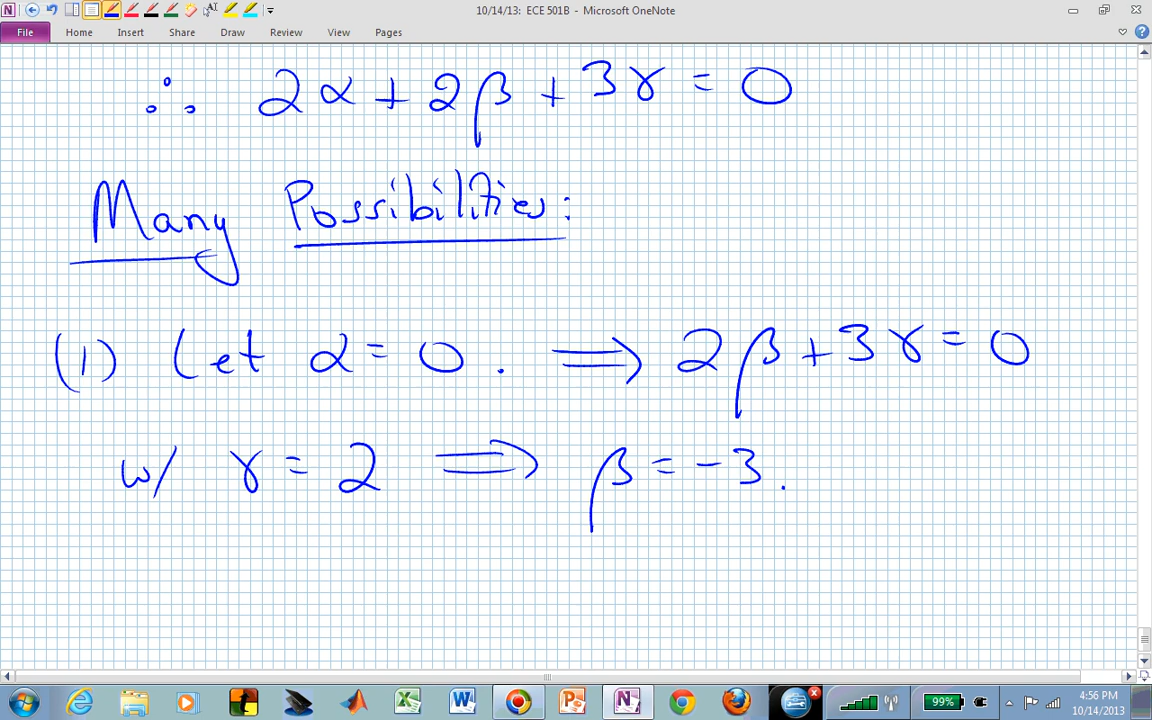 10/14/13: ECE 501B - Microsoft OneNote
File Home Insert Share Draw Review View Pages
∴ 2α + 2β + 3γ = 0
Many Possibilities:
(1) Let α = 0. ⟹ 2β + 3γ = 0
w/ γ = 2 ⟹ β = -3.
99% 4:56 PM
10/14/2013